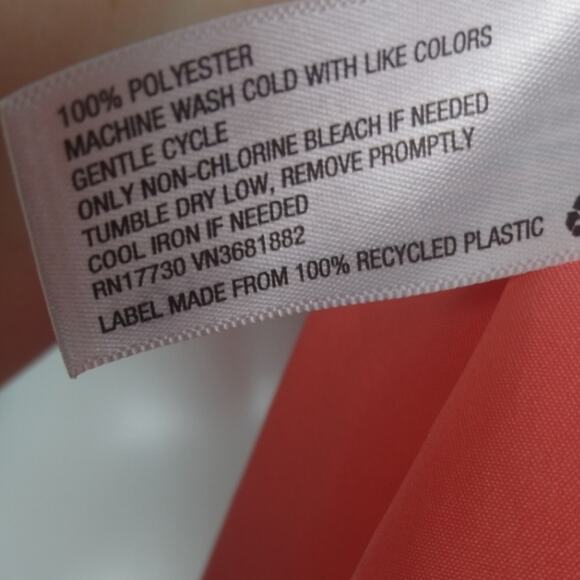 100% POLYESTER
MACHINE WASH COLD WITH LIKE COLORS
GENTLE CYCLE
ONLY NON-CHLORINE BLEACH IF NEEDED
TUMBLE DRY LOW, REMOVE PROMPTLY
COOL IRON IF NEEDED
RN17730 VN3681882
LABEL MADE FROM 100% RECYCLED PLASTIC